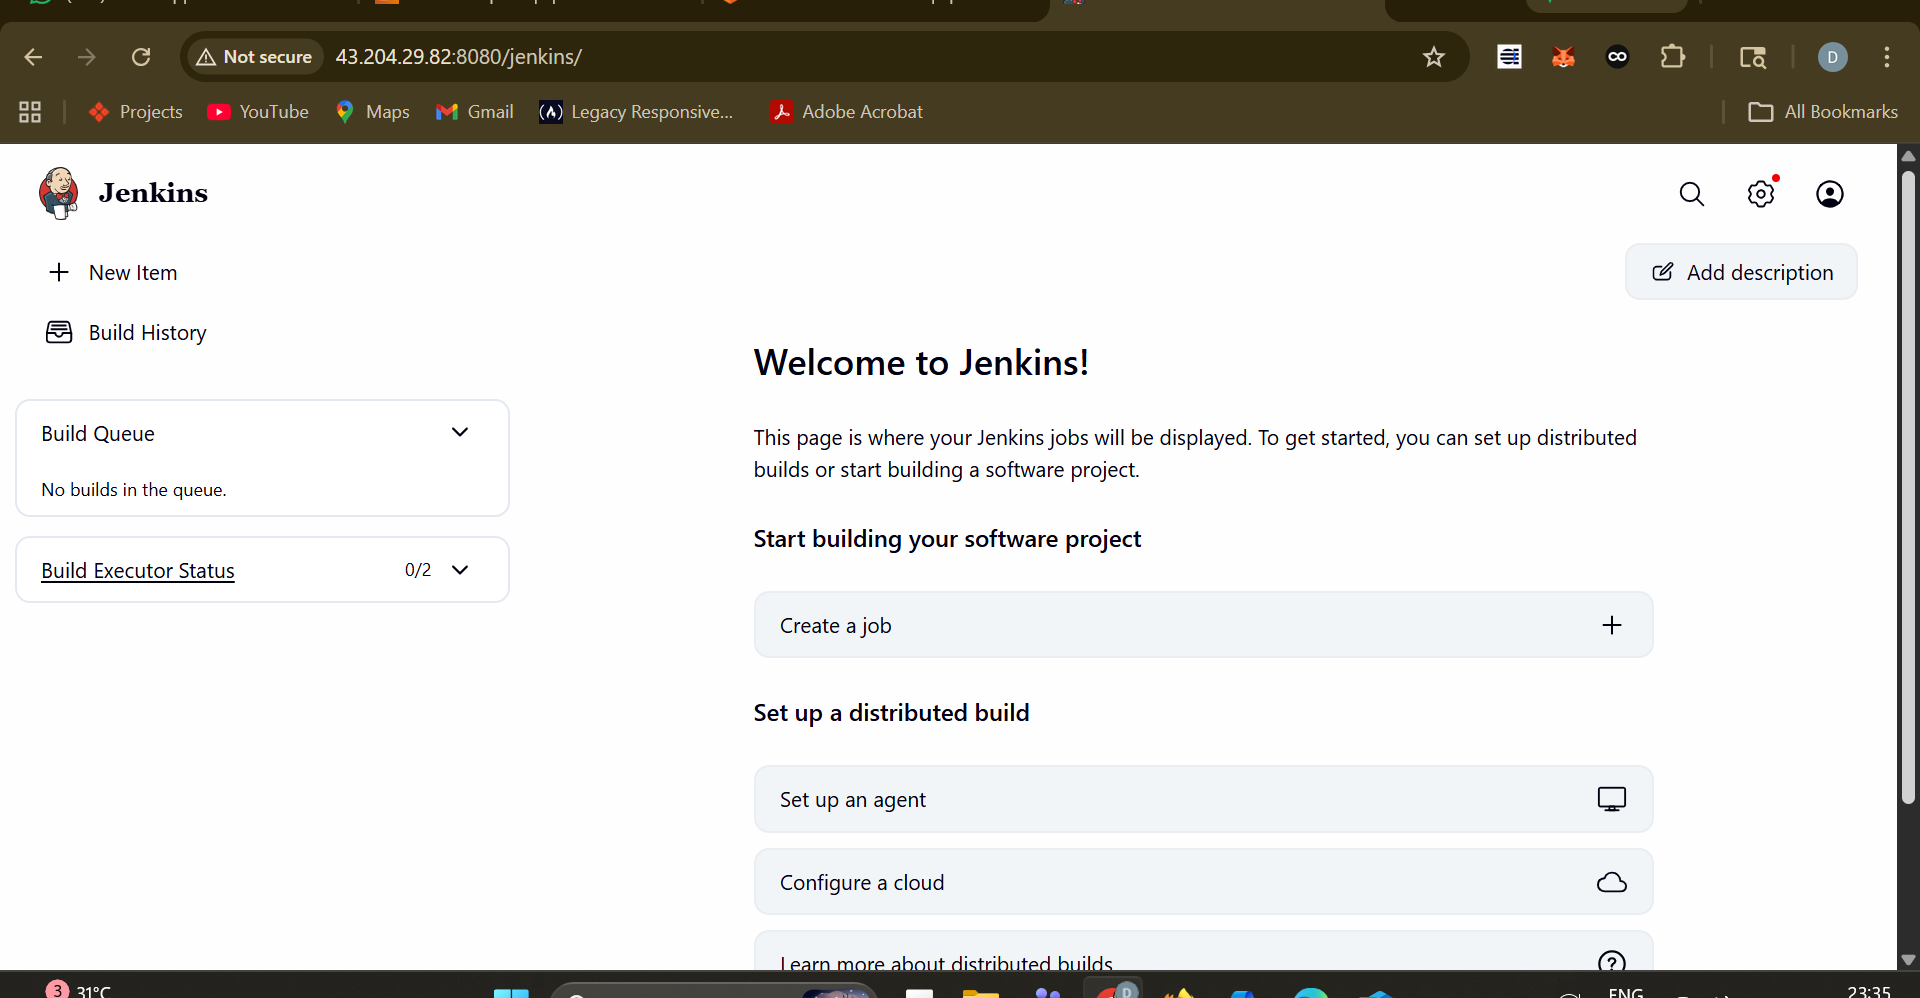 Not secure 43.204.29.82:8080/jenkins/
D
Projects YouTube Maps Gmail Legacy Responsive... Adobe Acrobat All Bookmarks
Jenkins
New Item
Add description
Build History
Welcome to Jenkins!
Build Queue
This page is where your Jenkins jobs will be displayed. To get started, you can set up distributed
builds or start building a software project.
No builds in the queue.
Start building your software project
Build Executor Status 0/2
Create a job
Set up a distributed build
Set up an agent
Configure a cloud
Learn more about distributed builds
3 31°C
D
ENG
23:35